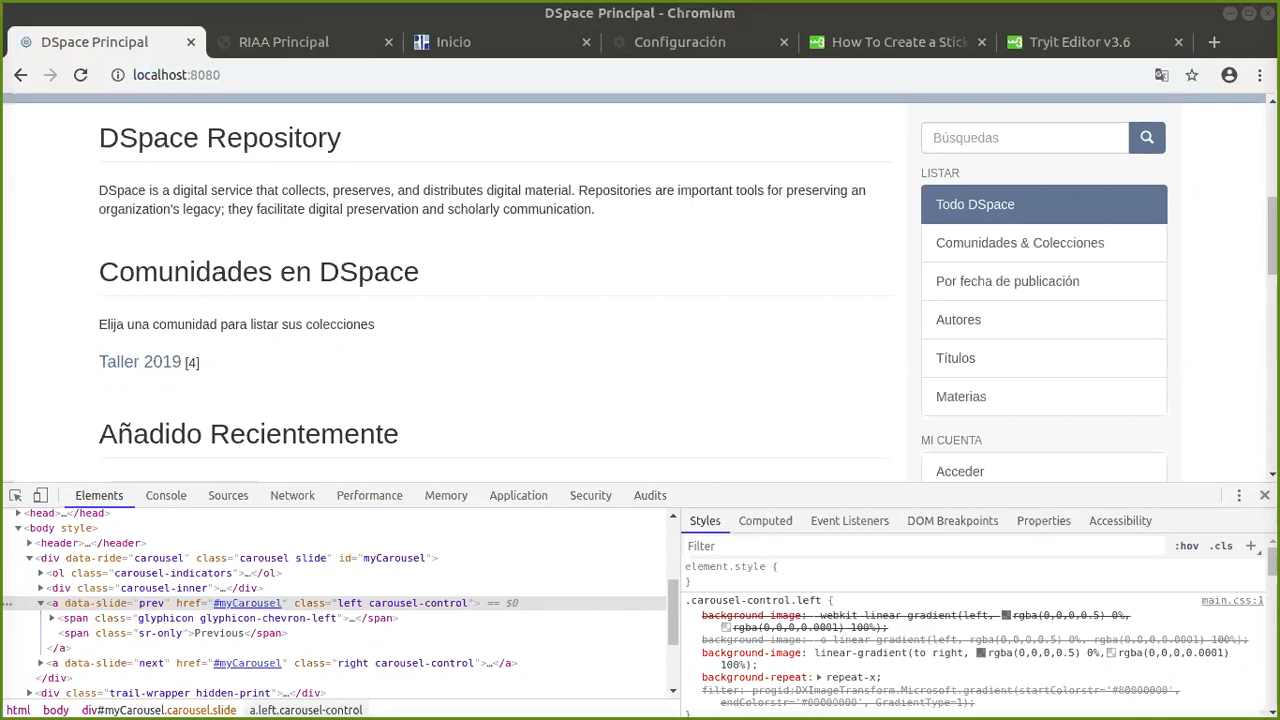 DSpace Principal - Chromium
DSpace Principal
RIAA Principal
Inicio
Configuración
How To Create a Stick
Tryit Editor v3.6
localhost:8080
DSpace Repository
DSpace is a digital service that collects, preserves, and distributes digital material. Repositories are important tools for preserving an
organization's legacy; they facilitate digital preservation and scholarly communication.
Comunidades en DSpace
Elija una comunidad para listar sus colecciones
Taller 2019 [4]
Añadido Recientemente
Búsquedas
LISTAR
Todo DSpace
Comunidades & Colecciones
Por fecha de publicación
Autores
Títulos
Materias
MI CUENTA
Acceder
Elements Console Sources Network Performance Memory Application Security Audits
<head>…</head>
<body style>
<header>…</header>
<div data-ride="carousel" class="carousel slide" id="myCarousel">
<ol class="carousel-indicators">…</ol>
<div class="carousel-inner">…</div>
<a data-slide="prev" href="#myCarousel" class="left carousel-control"> == $0
<span class="glyphicon glyphicon-chevron-left">…</span>
<span class="sr-only">Previous</span>
</a>
<a data-slide="next" href="#myCarousel" class="right carousel-control">…</a>
</div>
<div class="trail-wrapper hidden-print">…</div>
html body div#myCarousel.carousel.slide a.left.carousel-control
Styles Computed Event Listeners DOM Breakpoints Properties Accessibility
Filter :hov .cls +
element.style {
}
.carousel-control.left { main.css:1
background-image: -webkit-linear-gradient(left, rgba(0,0,0,0.5) 0%,
rgba(0,0,0,0.0001) 100%);
background-image: -o-linear-gradient(left, rgba(0,0,0,0.5) 0%, rgba(0,0,0,0.0001) 100%);
background-image: linear-gradient(to right, rgba(0,0,0,0.5) 0%, rgba(0,0,0,0.0001)
100%);
background-repeat: repeat-x;
filter: progid:DXImageTransform.Microsoft.gradient(startColorstr='#80000000',
endColorstr='#00000000', GradientType=1);
}